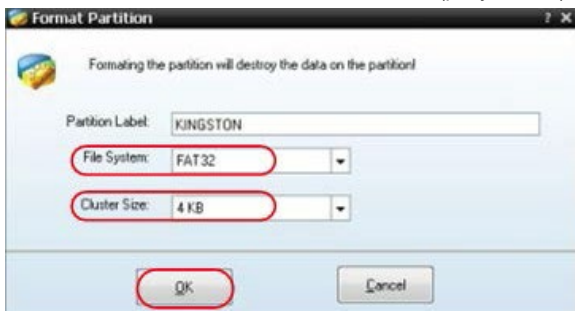 Format Partition
Formating the partition will destroy the data on the partition!
Partition Label: KINGSTON
File System: FAT32
Cluster Size: 4 KB
OK Cancel